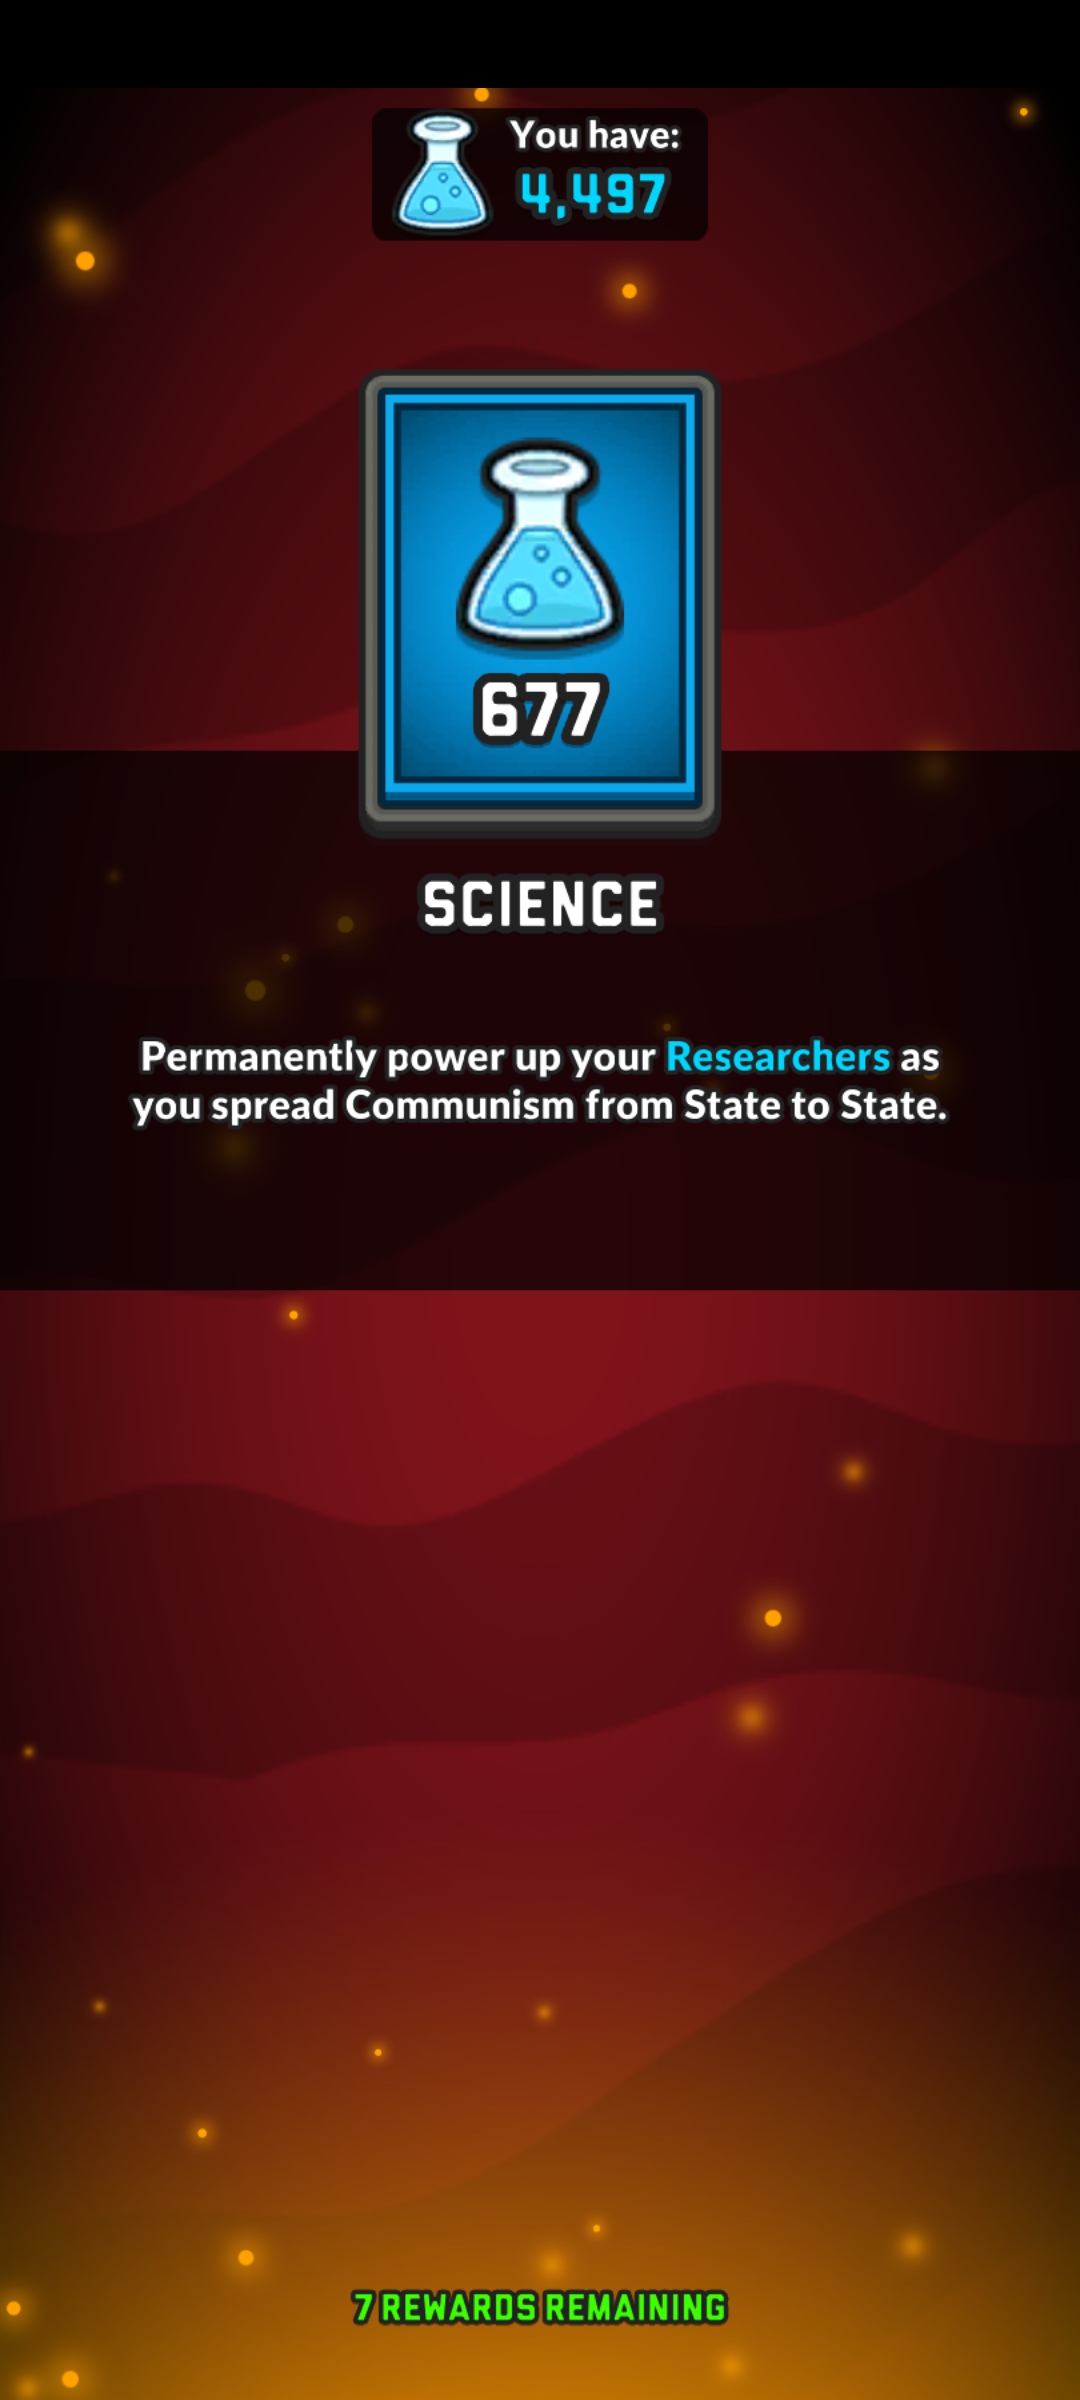 You have:
4,497
677
SCIENCE
Permanently power up your Researchers as
you spread Communism from State to State.
7 REWARDS REMAINING